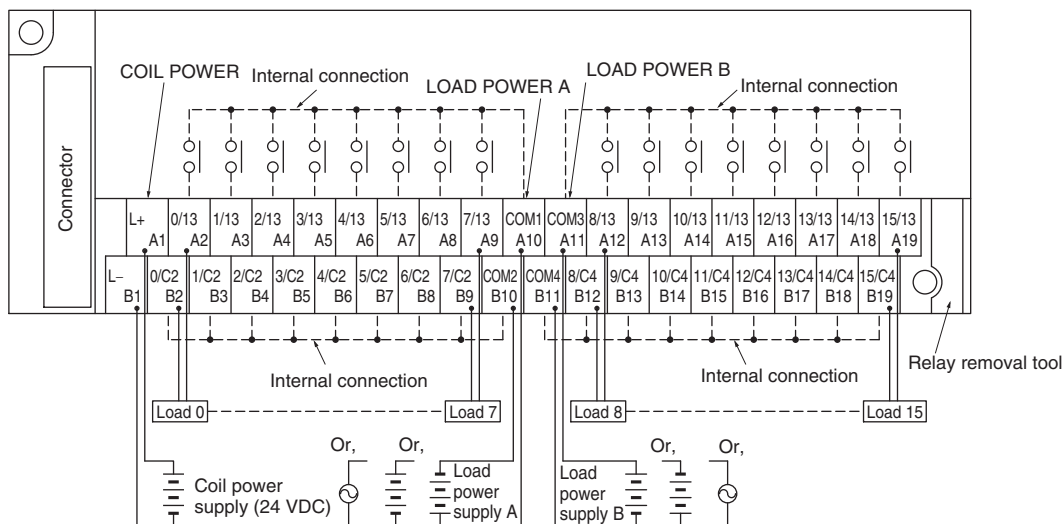 COIL POWER
Internal connection
LOAD POWER A
LOAD POWER B
Internal connection
Connector
L+ 0/13 1/13 2/13 3/13 4/13 5/13 6/13 7/13 COM1 COM3 8/13 9/13 10/13 11/13 12/13 13/13 14/13 15/13
A1 A2 A3 A4 A5 A6 A7 A8 A9 A10 A11 A12 A13 A14 A15 A16 A17 A18 A19
L− 0/C2 1/C2 2/C2 3/C2 4/C2 5/C2 6/C2 7/C2 COM2 COM4 8/C4 9/C4 10/C4 11/C4 12/C4 13/C4 14/C4 15/C4
B1 B2 B3 B4 B5 B6 B7 B8 B9 B10 B11 B12 B13 B14 B15 B16 B17 B18 B19
Internal connection
Internal connection
Relay removal tool
Load 0
Load 7
Load 8
Load 15
Or,
Or,
Or,
Or,
Coil power
supply (24 VDC)
Load
power
supply A
Load
power
supply B